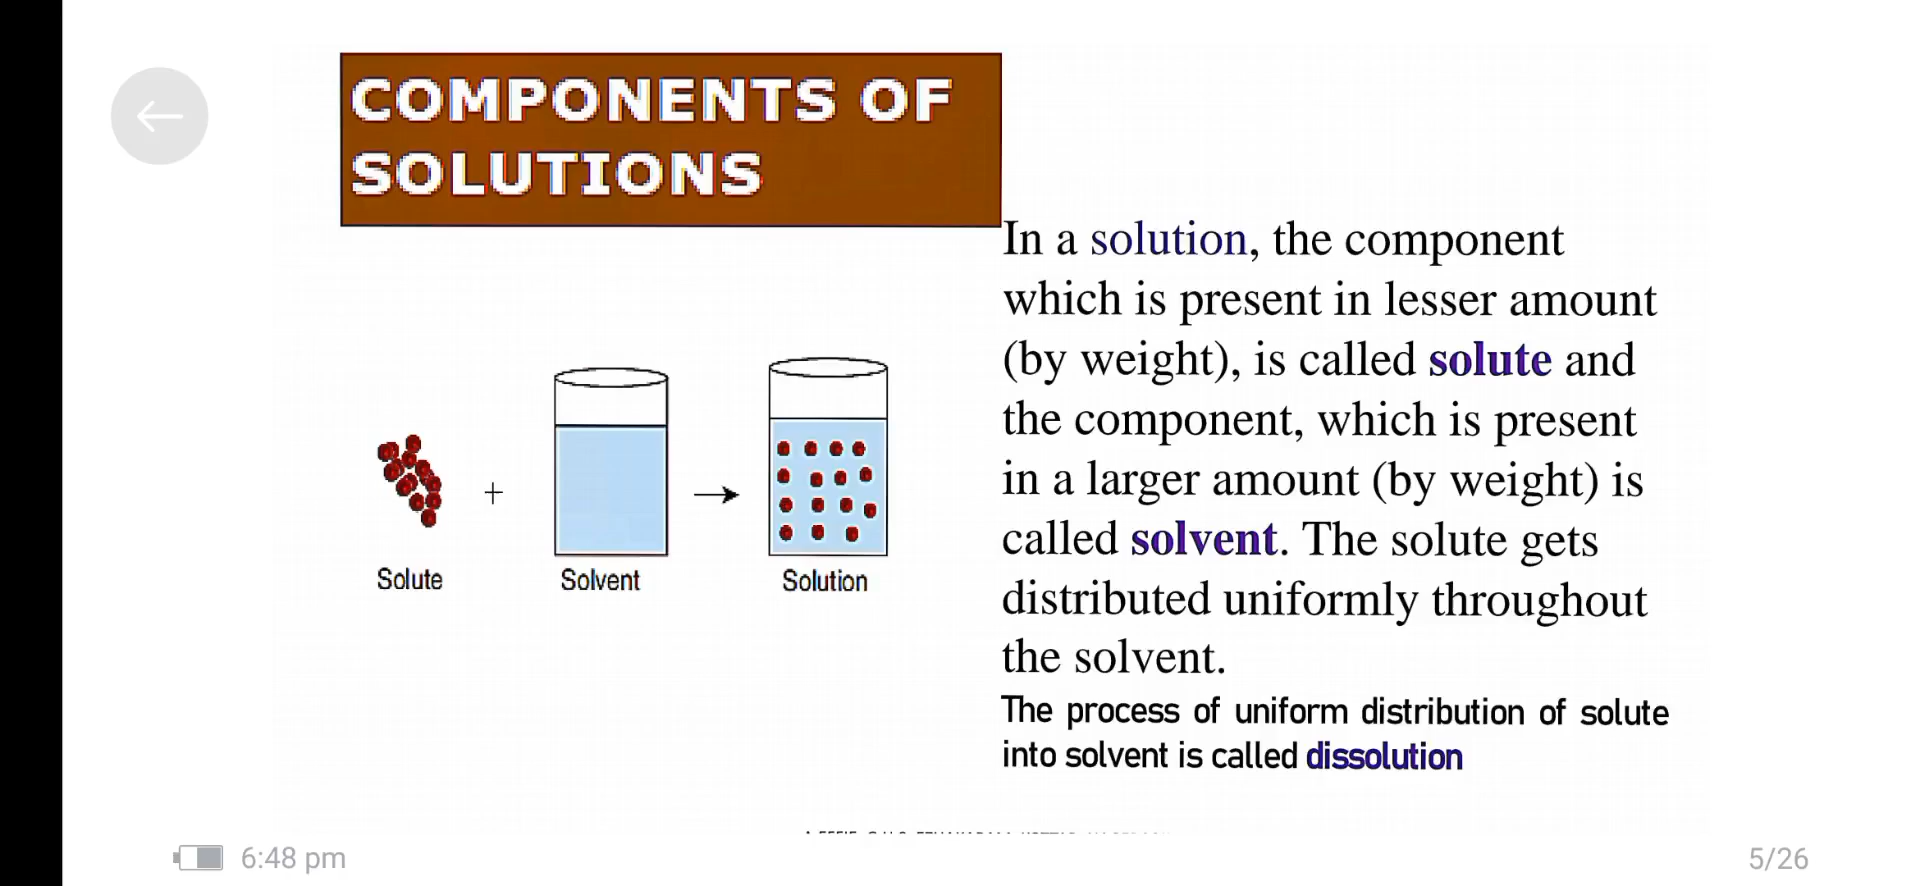 COMPONENTS OF
SOLUTIONS
In a solution, the component
which is present in lesser amount
(by weight), is called solute and
the component, which is present
in a larger amount (by weight) is
called solvent. The solute gets
distributed uniformly throughout
the solvent.
The process of uniform distribution of solute
into solvent is called dissolution
+
Solute
Solvent
Solution
6:48 pm
5/26